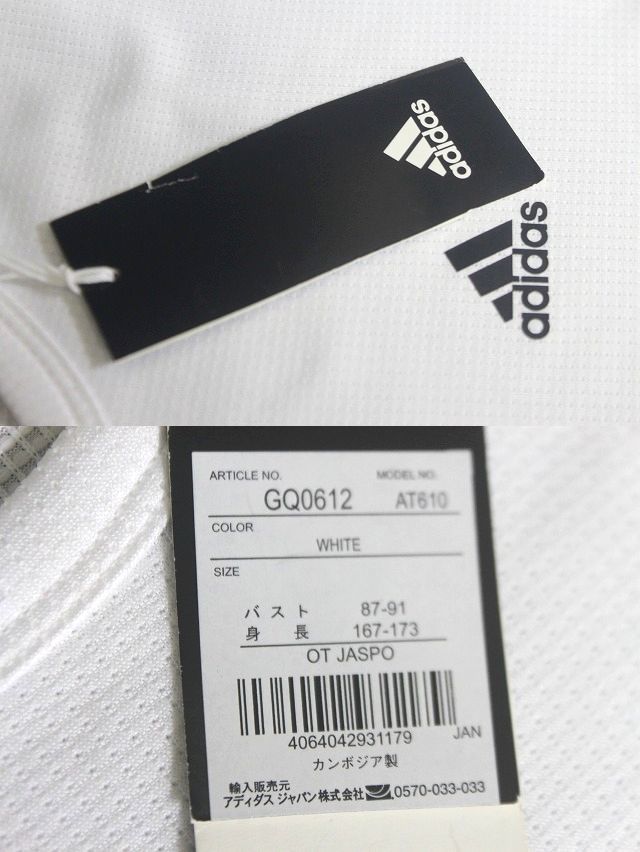 adidas
adidas
ARTICLE NO. MODEL NO.
GQ0612 AT610
COLOR
WHITE
SIZE
バスト 87-91
身長 167-173
OT JASPO
4064042931179 JAN
カンボジア製
輸入販売元
アディダス ジャパン株式会社 0570-033-033